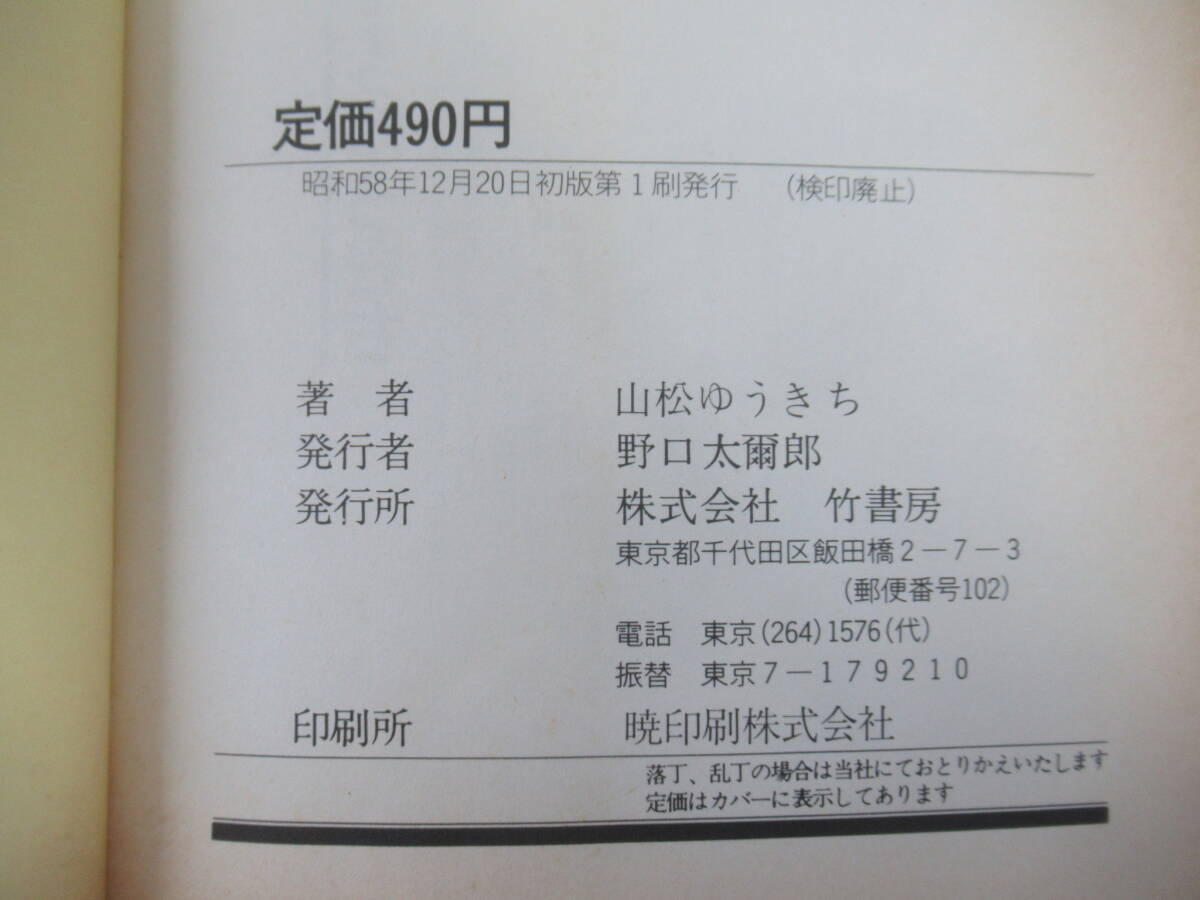 定価490円
昭和58年12月20日初版第1刷発行　(検印廃止)
著　者　山松ゆうきち
発行者　野口太爾郎
発行所　株式会社　竹書房
東京都千代田区飯田橋2－7－3
(郵便番号102)
電話　東京(264)1576(代)
振替　東京7－179210
印刷所　暁印刷株式会社
落丁、乱丁の場合は当社にておとりかえいたします
定価はカバーに表示してあります